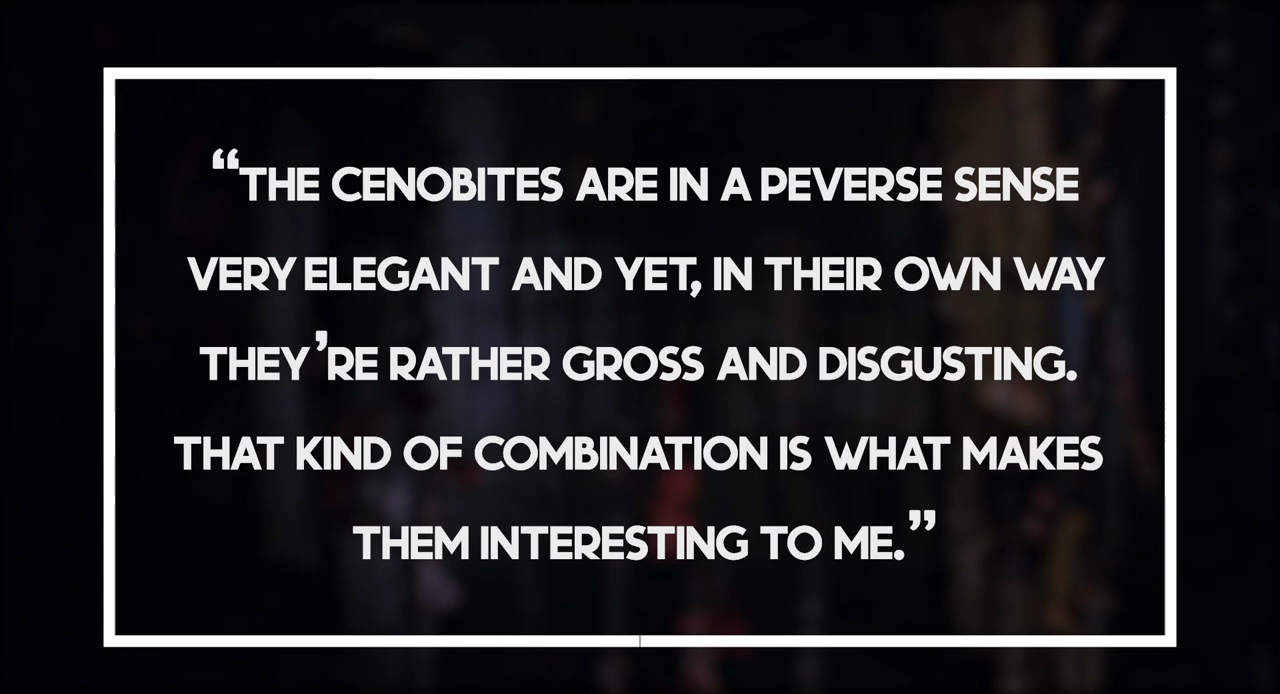 “THE CENOBITES ARE IN A PEVERSE SENSE
VERY ELEGANT AND YET, IN THEIR OWN WAY
THEY’RE RATHER GROSS AND DISGUSTING.
THAT KIND OF COMBINATION IS WHAT MAKES
THEM INTERESTING TO ME.”